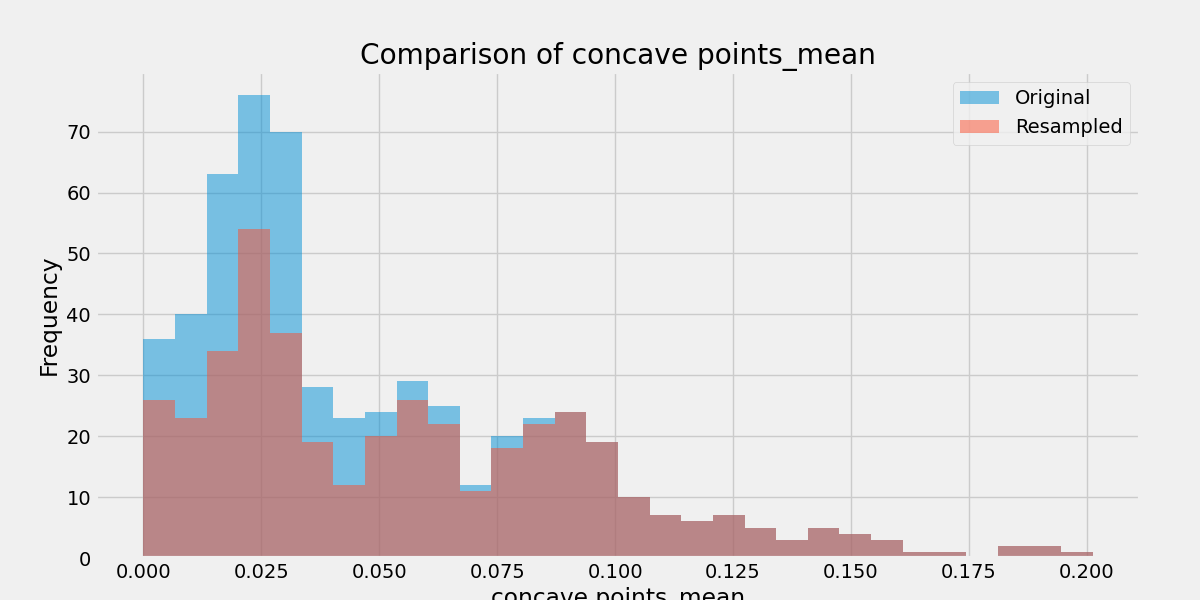 Comparison of concave points_mean
Original
Resampled
Frequency
70
60
50
40
30
20
10
0
0.000 0.025 0.050 0.075 0.100 0.125 0.150 0.175 0.200
concave points_mean